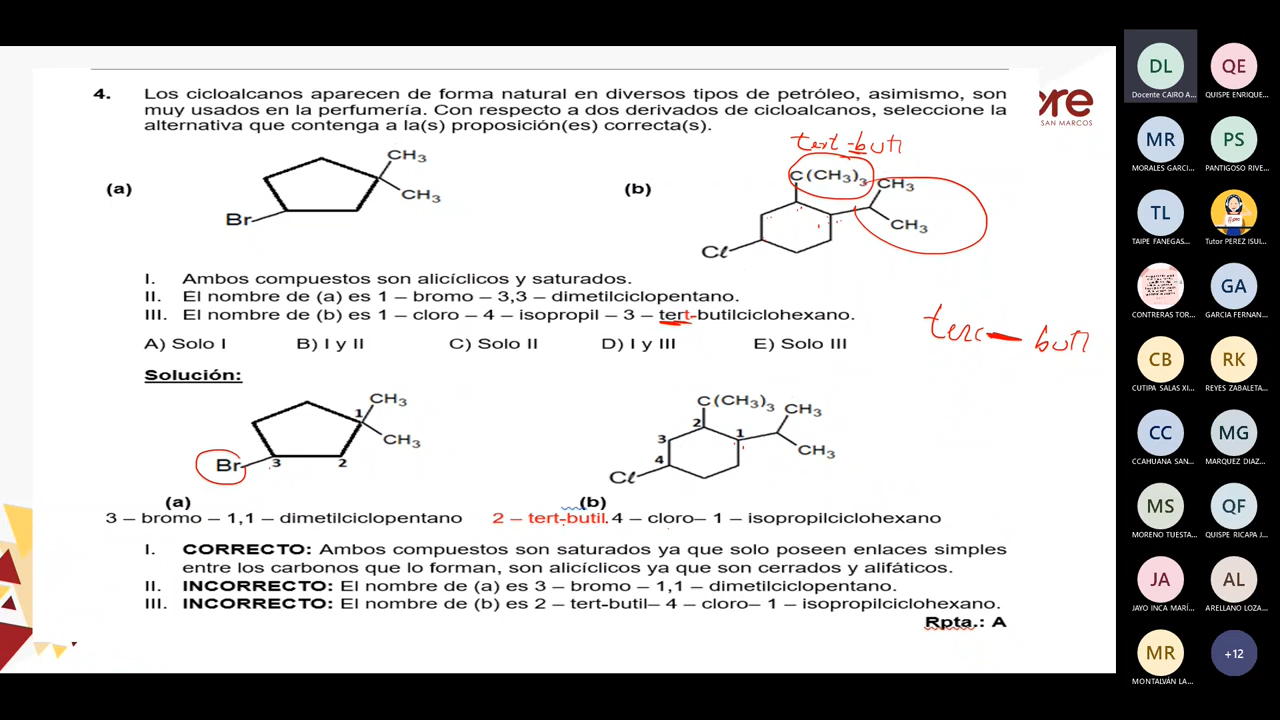 4. Los cicloalcanos aparecen de forma natural en diversos tipos de petróleo, asimismo, son
muy usados en la perfumería. Con respecto a dos derivados de cicloalcanos, seleccione la
alternativa que contenga a la(s) proposición(es) correcta(s).
ore
SAN MARCOS
tert-buti
(a)
CH₃
CH₃
Br
(b)
C(CH₃)₃
CH₃
CH₃
Cl
I. Ambos compuestos son alicíclicos y saturados.
II. El nombre de (a) es 1 – bromo – 3,3 – dimetilciclopentano.
III. El nombre de (b) es 1 – cloro – 4 – isopropil – 3 – tert-butilciclohexano.
A) Solo I B) I y II C) Solo II D) I y III E) Solo III
Solución:
CH₃
1
CH₃
Br
3
2
C(CH₃)₃
CH₃
2
1
3
CH₃
4
Cl
(a) (b)
3 – bromo – 1,1 – dimetilciclopentano 2 – tert-butil.4 – cloro– 1 – isopropilciclohexano
I. CORRECTO: Ambos compuestos son saturados ya que solo poseen enlaces simples
entre los carbonos que lo forman, son alicíclicos ya que son cerrados y alifáticos.
II. INCORRECTO: El nombre de (a) es 3 – bromo – 1,1 – dimetilciclopentano.
III. INCORRECTO: El nombre de (b) es 2 – tert-butil– 4 – cloro– 1 – isopropilciclohexano.
Rpta.: A
DL
Docente CAIRO A...
QE
QUISPE ENRIQUE...
MR
MORALES GARCI...
PS
PANTIGOSO RIVE...
TL
TAIPE FANEGAS...
Tutor PEREZ ISUI...
CONTRERAS TOR...
GA
GARCIA FERNAN...
CB
CUTIPA SALAS XI...
RK
REYES ZABALETA...
CC
CCAHUANA SAN...
MG
MARQUEZ DIAZ...
MS
MORENO TUESTA...
QF
QUISPE RICAPA J...
JA
JAYO INCA MARÍ...
AL
ARELLANO LOZA...
MR
MONTALVÁN LA...
+12